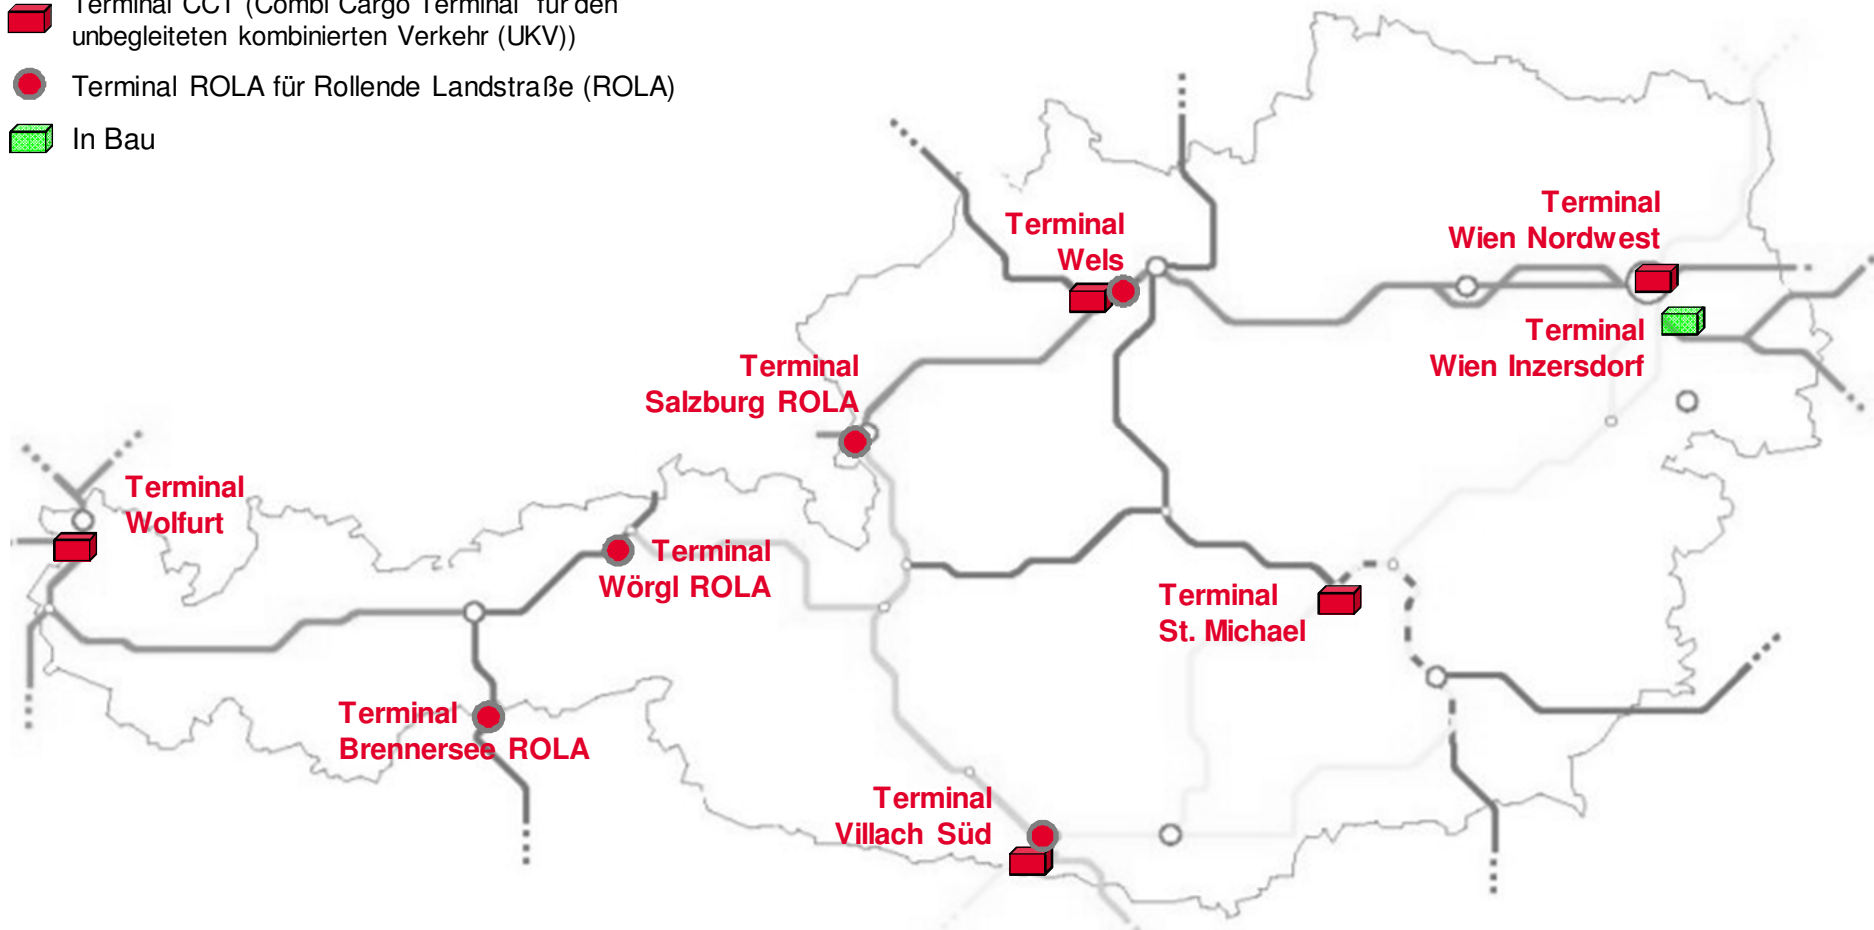 Terminal CCT (Combi Cargo Terminal für den
unbegleiteten kombinierten Verkehr (UKV))
Terminal ROLA für Rollende Landstraße (ROLA)
In Bau
Terminal
Wien Nordwest
Terminal
Wels
Terminal
Wien Inzersdorf
Terminal
Salzburg ROLA
Terminal
Wolfurt
Terminal
Wörgl ROLA
Terminal
St. Michael
Terminal
Brennersee ROLA
Terminal
Villach Süd